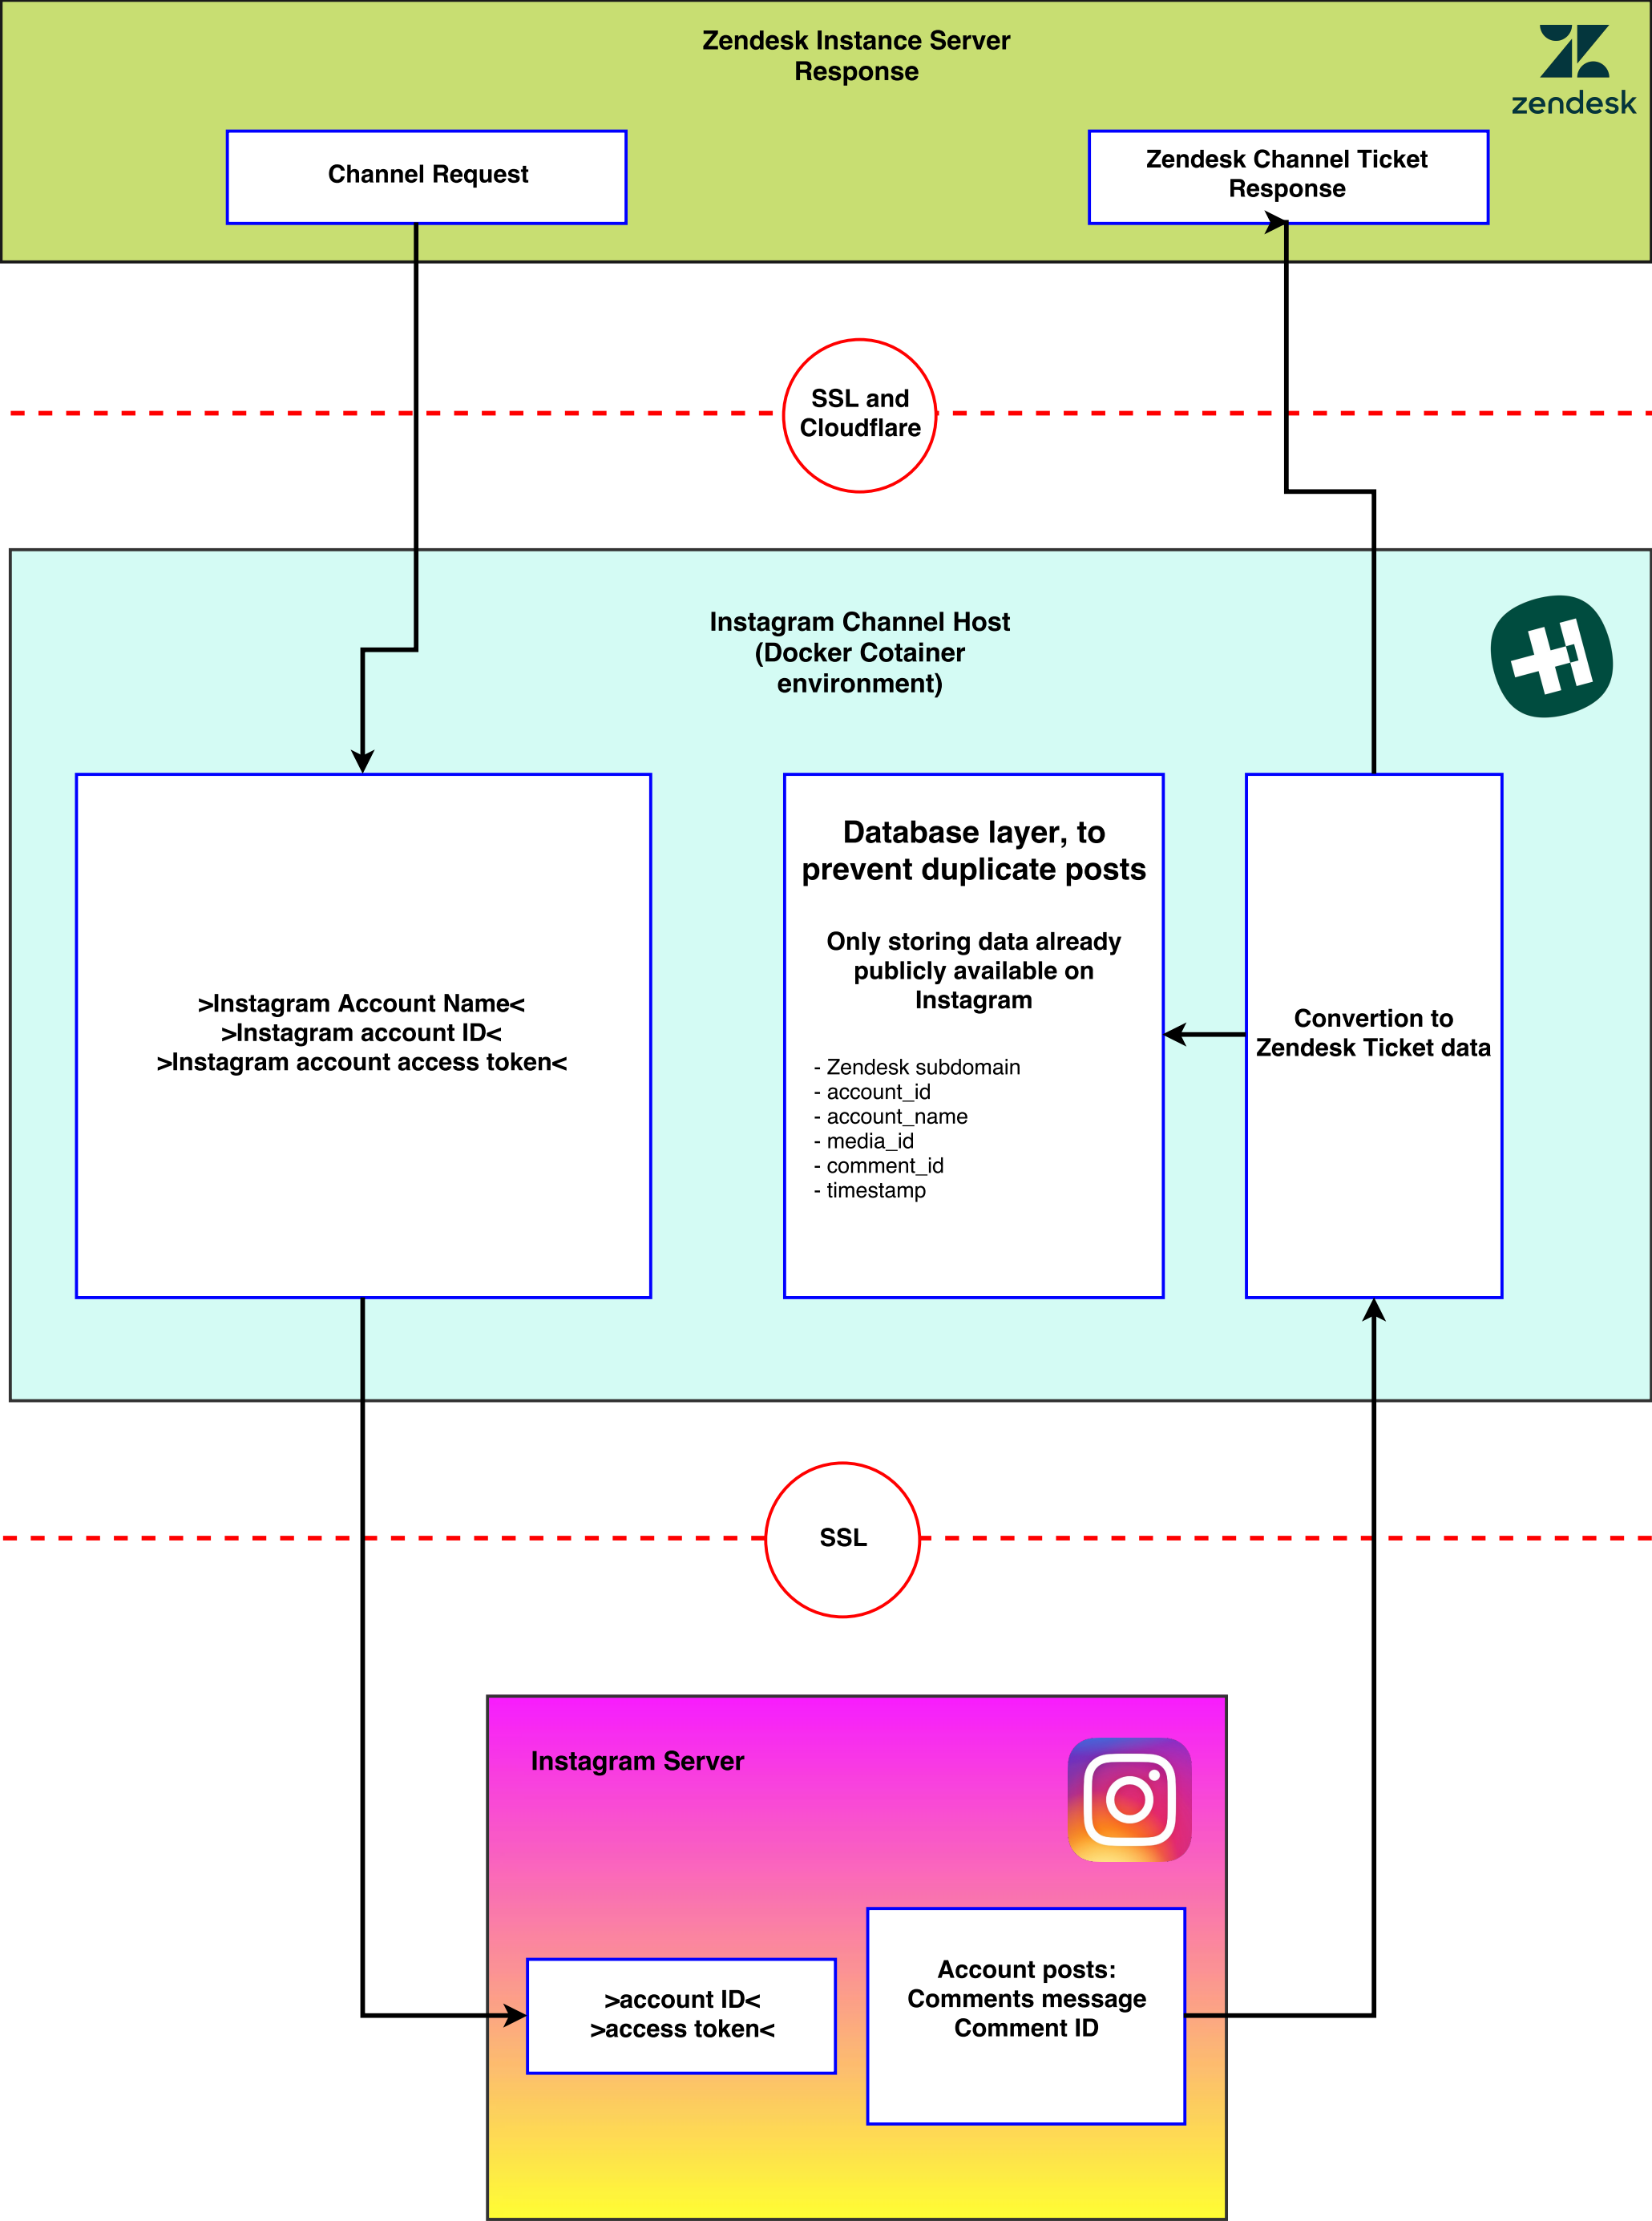 Zendesk Instance Server
Response
zendesk
Channel Request
Zendesk Channel Ticket
Response
SSL and
Cloudflare
Instagram Channel Host
(Docker Cotainer
environment)
>Instagram Account Name<
>Instagram account ID<
>Instagram account access token<
Database layer, to
prevent duplicate posts
Only storing data already
publicly available on
Instagram
- Zendesk subdomain
- account_id
- account_name
- media_id
- comment_id
- timestamp
Convertion to
Zendesk Ticket data
SSL
Instagram Server
>account ID<
>access token<
Account posts:
Comments message
Comment ID